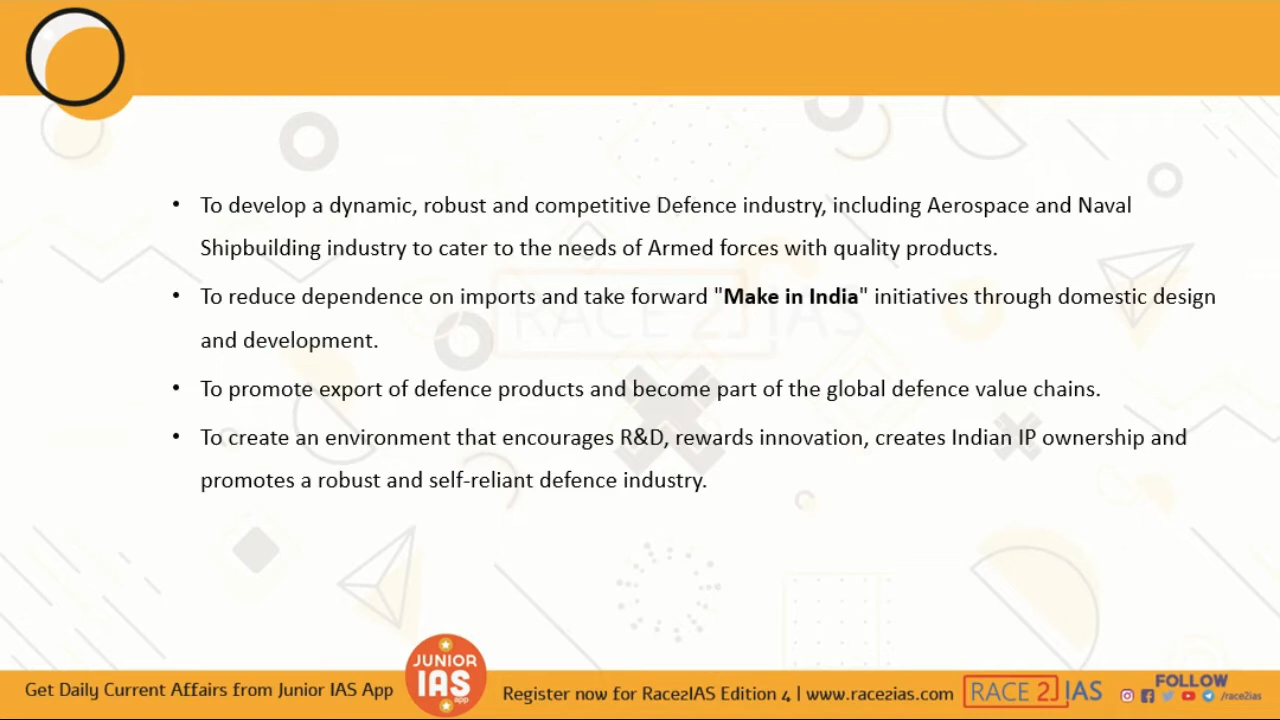 • To develop a dynamic, robust and competitive Defence industry, including Aerospace and Naval
Shipbuilding industry to cater to the needs of Armed forces with quality products.
• To reduce dependence on imports and take forward "Make in India" initiatives through domestic design
and development.
RACE 2 IAS
• To promote export of defence products and become part of the global defence value chains.
• To create an environment that encourages R&D, rewards innovation, creates Indian IP ownership and
promotes a robust and self-reliant defence industry.
Get Daily Current Affairs from Junior IAS App
JUNIOR
IAS
app
Register now for Race2IAS Edition 4 | www.race2ias.com
RACE 2 IAS
FOLLOW
/race2ias